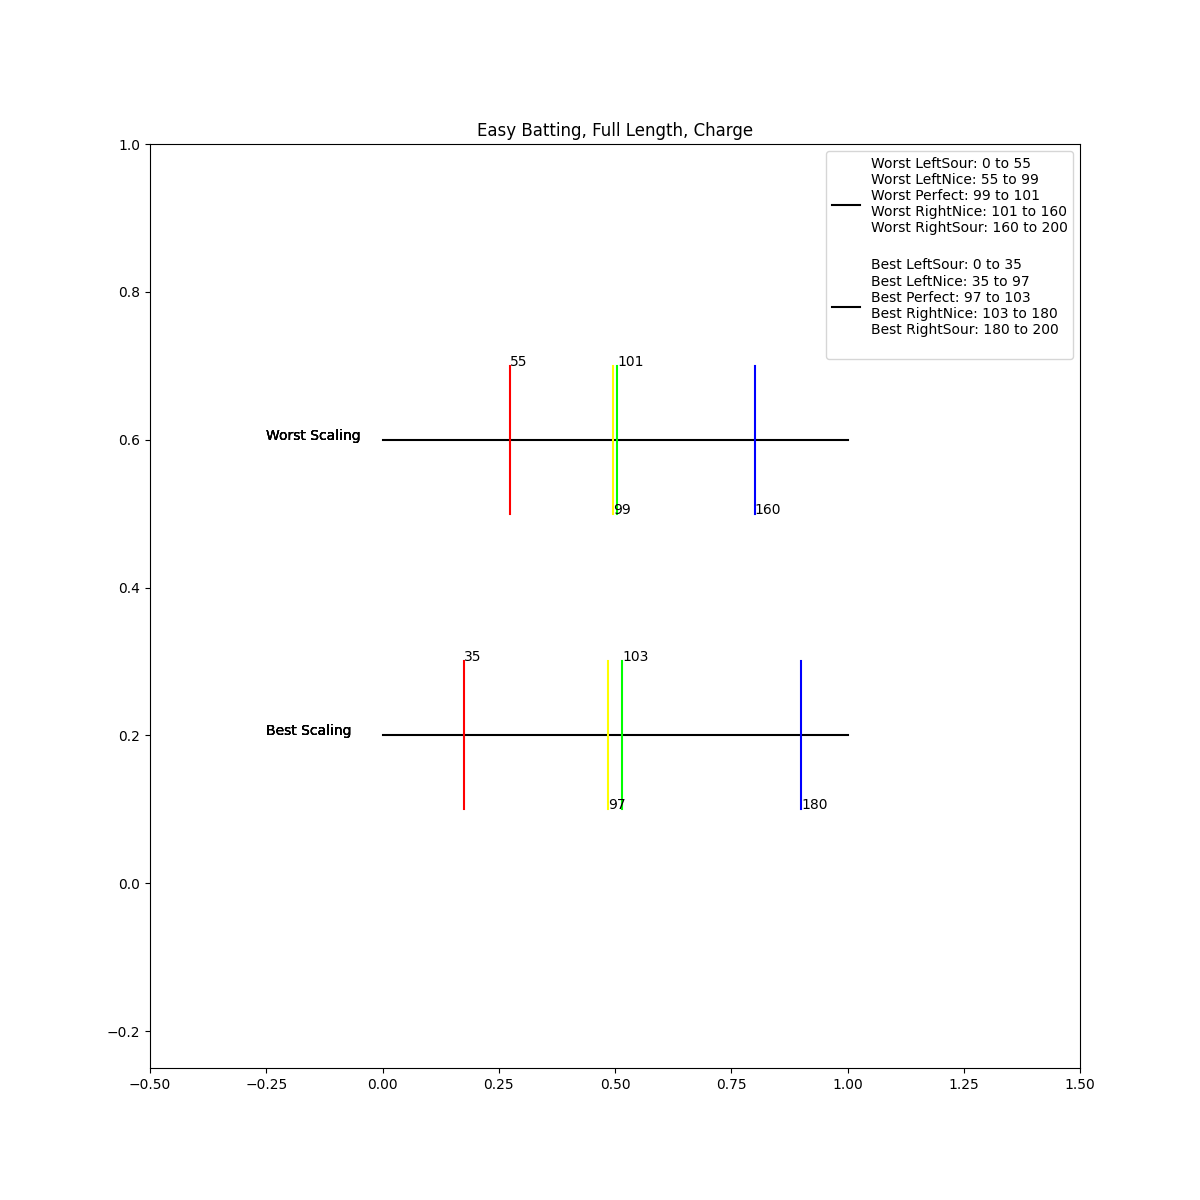 Easy Batting, Full Length, Charge
1.0
Worst LeftSour: 0 to 55
Worst LeftNice: 55 to 99
Worst Perfect: 99 to 101
Worst RightNice: 101 to 160
Worst RightSour: 160 to 200
Best LeftSour: 0 to 35
Best LeftNice: 35 to 97
Best Perfect: 97 to 103
Best RightNice: 103 to 180
Best RightSour: 180 to 200
0.8
55
101
0.6
Worst Scaling
99
160
0.4
35
103
0.2
Best Scaling
97
180
0.0
−0.2
−0.50
−0.25
0.00
0.25
0.50
0.75
1.00
1.25
1.50